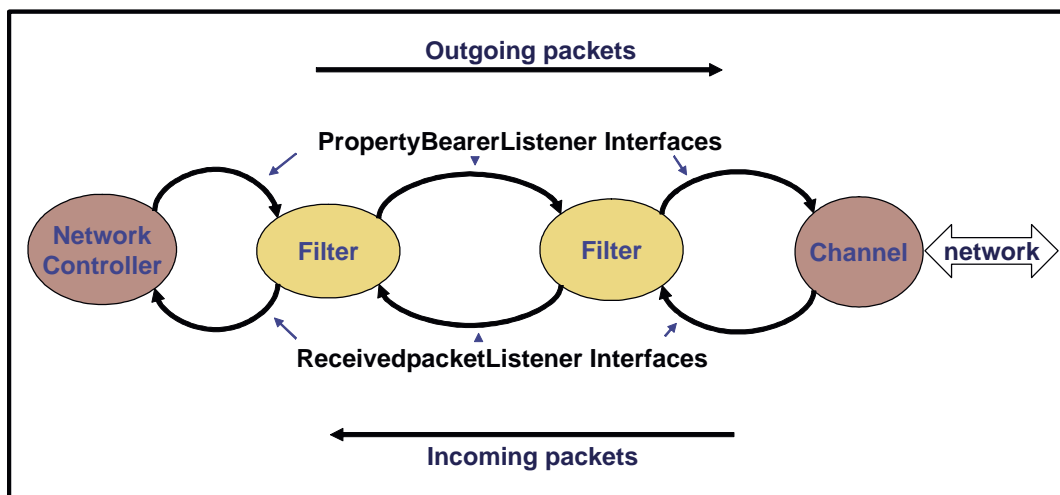 Outgoing packets
PropertyBearerListener Interfaces
Network
Controller
Filter
Filter
Channel
network
ReceivedpacketListener Interfaces
Incoming packets